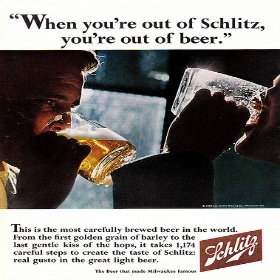 “When you’re out of Schlitz,
you’re out of beer.”
This is the most carefully brewed beer in the world.
From the first golden grain of barley to the
last gentle kiss of the hops, it takes 1,174
careful steps to create the taste of Schlitz:
real gusto in the great light beer.
The Beer that made Milwaukee famous
Schlitz